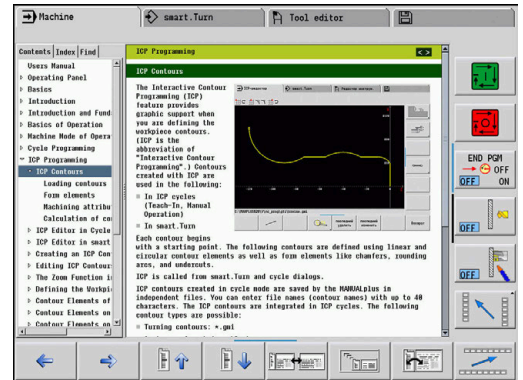 Machine
smart.Turn
Tool editor
Contents Index Find
Users Manual
Operating Panel
Basics
Introduction
Introduction and Fund
Basics of Operation
Machine Mode of Opera
Cycle Programming
ICP Programming
ICP Contours
Loading contours
Form elements
Machining attribu
Calculation of co
ICP Editor in Cycle
ICP Editor in smart
Creating an ICP Con
Editing ICP Contour
The Zoom Function i
Defining the Workpi
Contour Elements of
Contour Elements on
Contour Elements on
ICP Programming
ICP Contours
The Interactive Contour
Programming (ICP)
feature provides
graphic support when
you are defining the
workpiece contours.
(ICP is the
abbreviation of
"Interactive Contour
Programming".) Contours
created with ICP are
used in the following:
In ICP cycles
(Teach-In, Manual
Operation)
In smart.Turn
Each contour begins
with a starting point. The following contours are defined using linear and
circular contour elements as well as form elements like chamfers, rounding
arcs, and undercuts.
ICP is called from smart.Turn and cycle dialogs.
ICP contours created in cycle mode are saved by the MANUALplus in
independent files. You can enter file names (contour names) with up to 40
characters. The ICP contours are integrated in ICP cycles. The following
contour types are possible:
Turning contours: *.gmi
END PGM
OFF
OFF ON
OFF
OFF